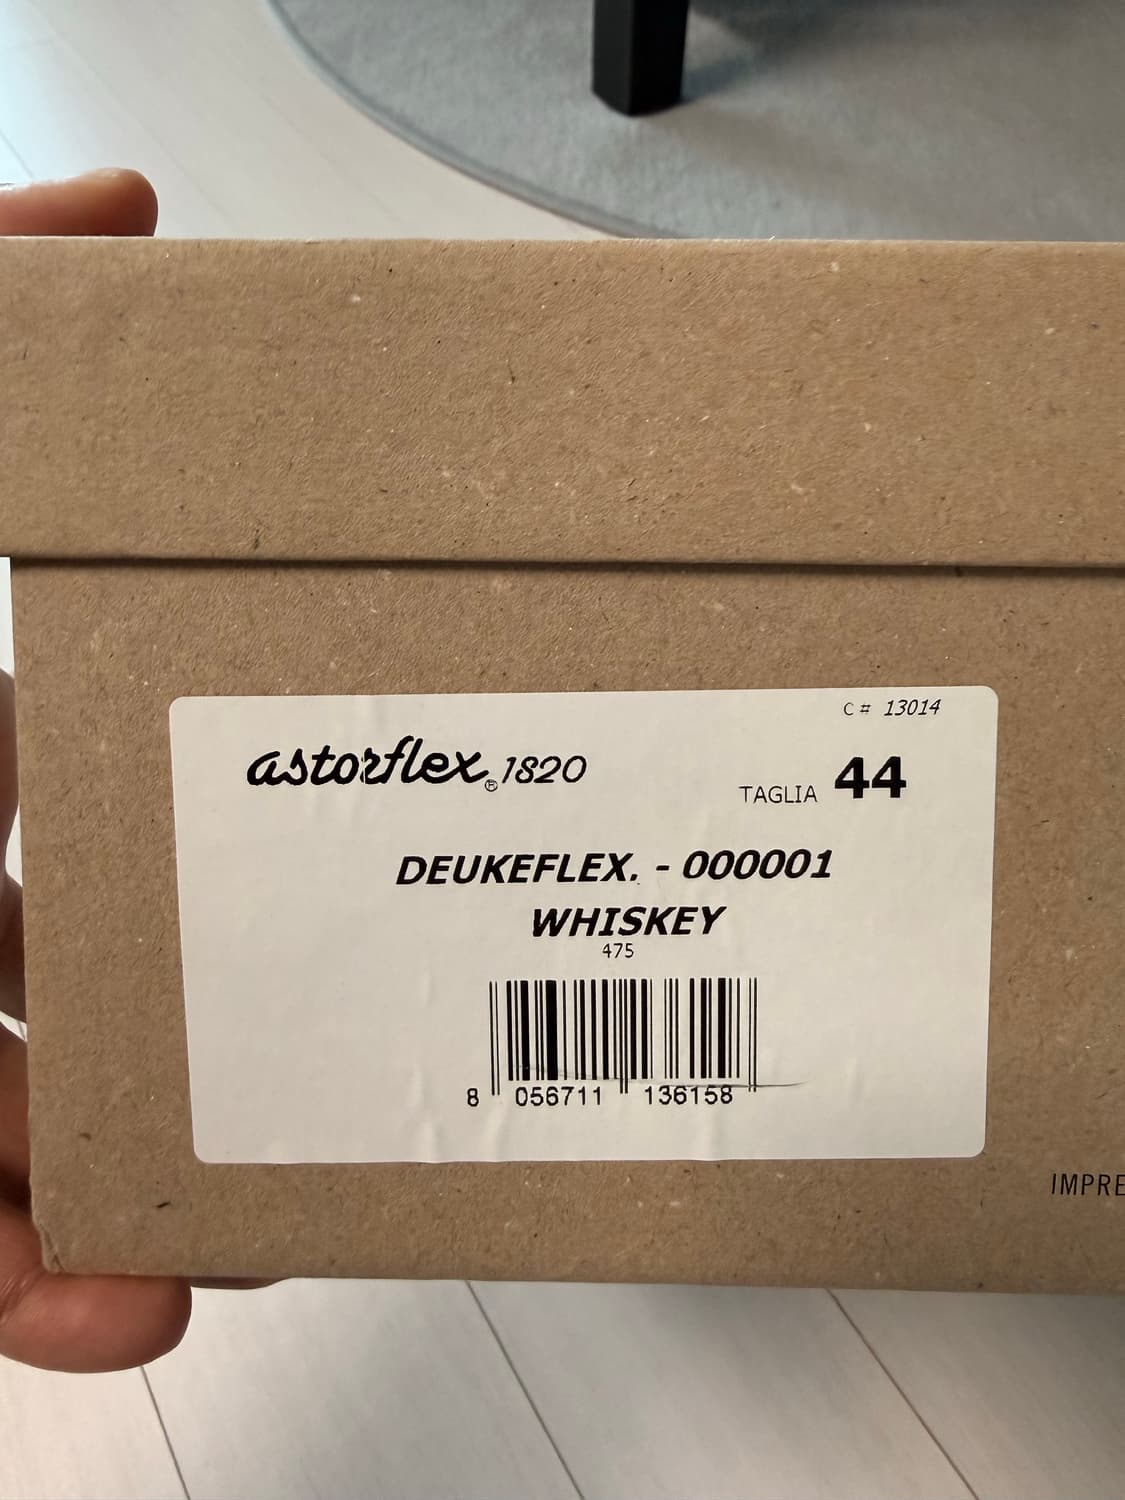 C# 13014
astorflex® 1820
TAGLIA 44
DEUKEFLEX. - 000001
WHISKEY
475
8 056711 136158
IMPRE